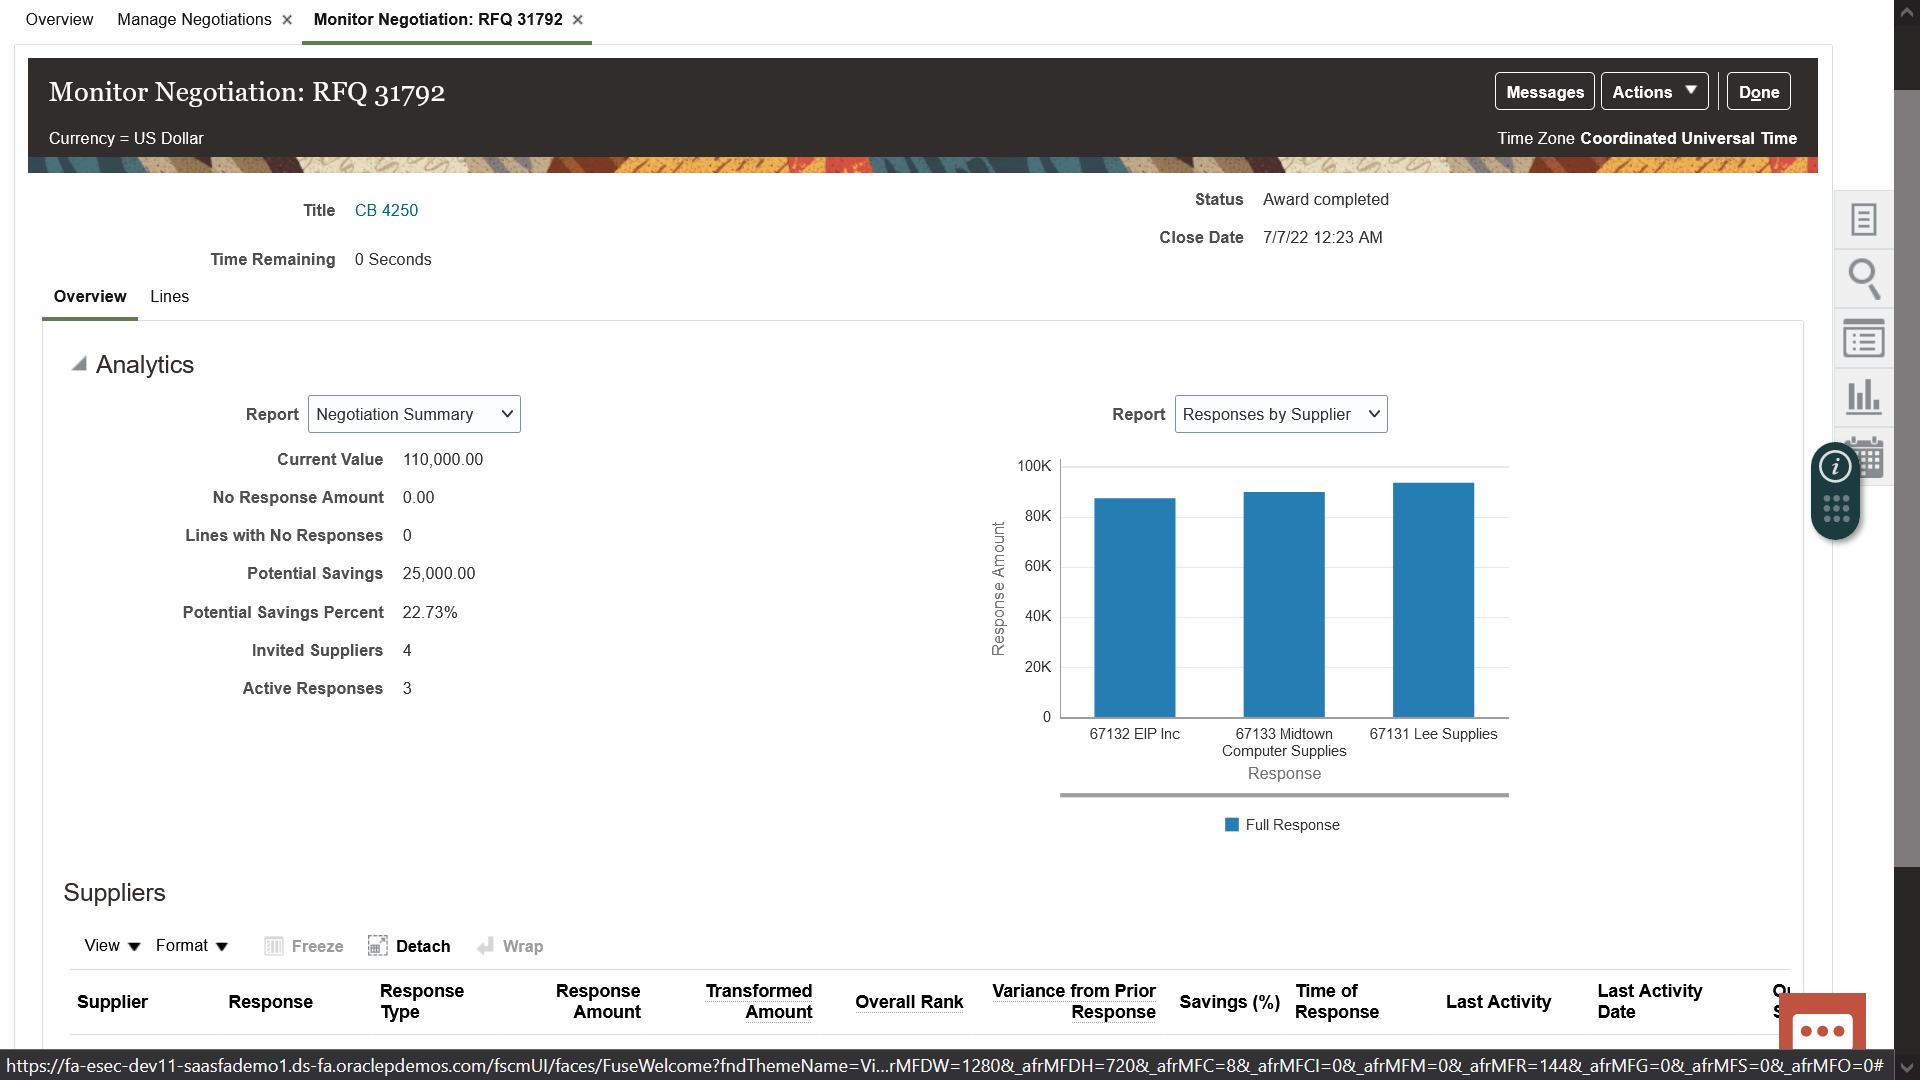 Overview Manage Negotiations × Monitor Negotiation: RFQ 31792 ×
Monitor Negotiation: RFQ 31792
Messages Actions Done
Currency = US Dollar
Time Zone Coordinated Universal Time
Title CB 4250
Status Award completed
Close Date 7/7/22 12:23 AM
Time Remaining 0 Seconds
Overview Lines
Analytics
Report Negotiation Summary
Current Value 110,000.00
No Response Amount 0.00
Lines with No Responses 0
Potential Savings 25,000.00
Potential Savings Percent 22.73%
Invited Suppliers 4
Active Responses 3
Report Responses by Supplier
100K
80K
60K
40K
20K
0
Response Amount
67132 EIP Inc
67133 Midtown
Computer Supplies
67131 Lee Supplies
Response
Full Response
Suppliers
View Format Freeze Detach Wrap
Supplier
Response
Response
Type
Response
Amount
Transformed
Amount
Overall Rank
Variance from Prior
Response
Savings (%)
Time of
Response
Last Activity
Last Activity
Date
https://fa-esec-dev11-saasfademo1.ds-fa.oraclepdemos.com/fscmUI/faces/FuseWelcome?fndThemeName=Vi...rMFDW=1280&_afrMFDH=720&_afrMFC=8&_afrMFCI=0&_afrMFM=0&_afrMFR=144&_afrMFG=0&_afrMFS=0&_afrMFO=0#